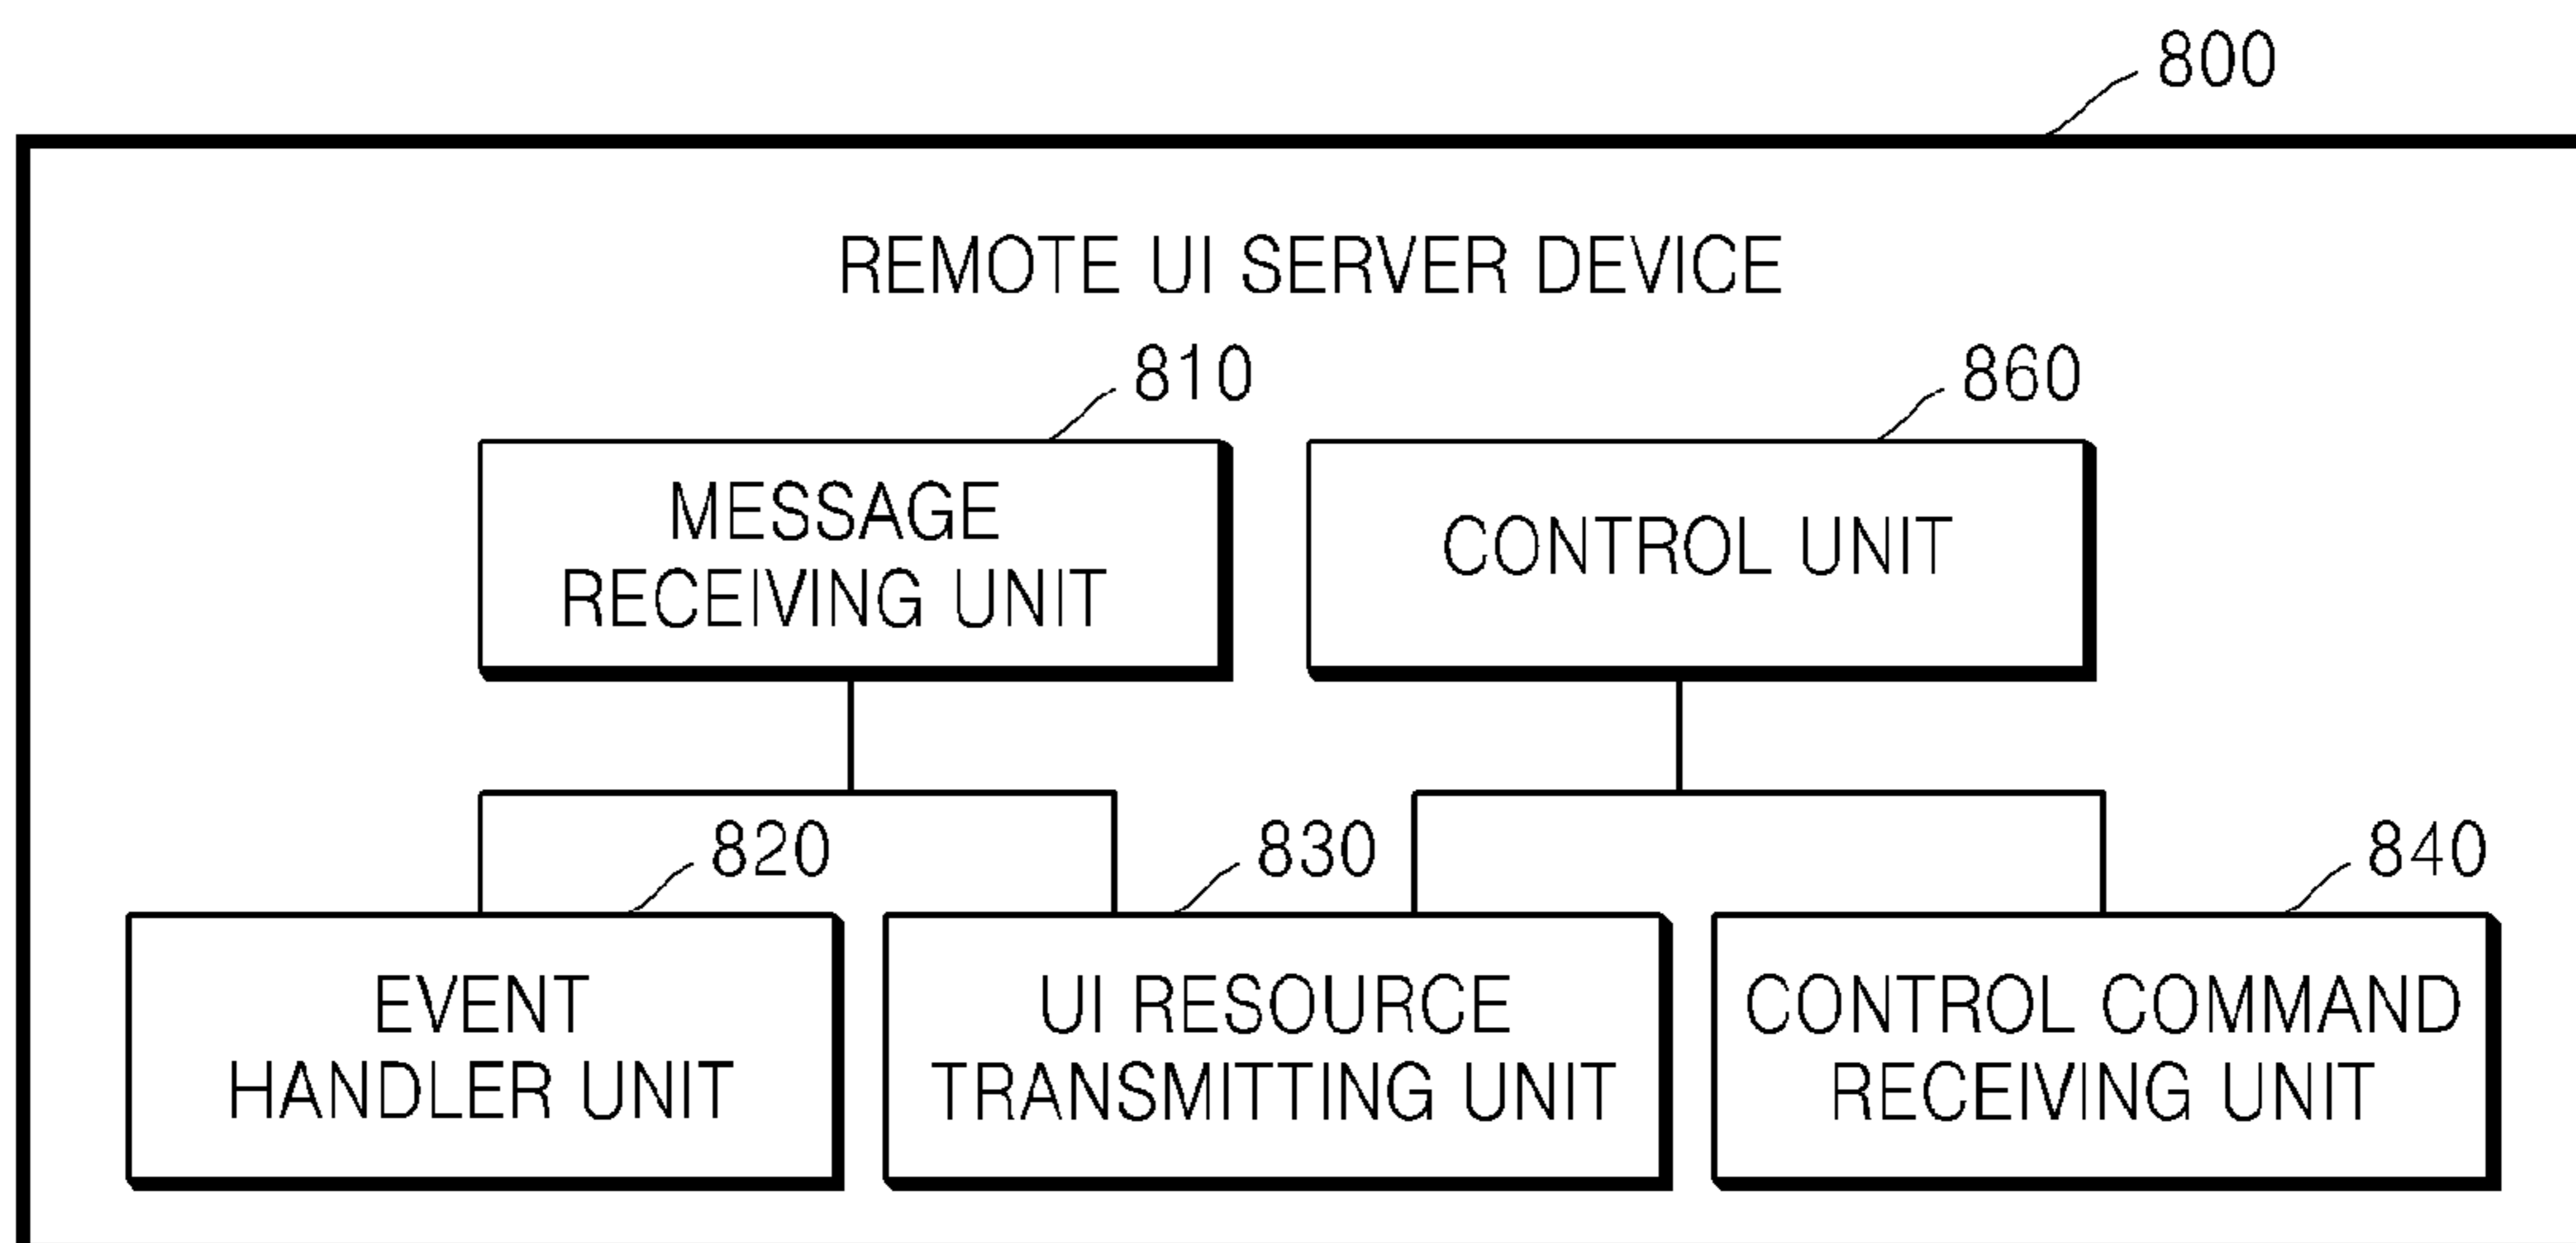 800
REMOTE UI SERVER DEVICE
810
860
MESSAGE
RECEIVING UNIT
CONTROL UNIT
820
830
840
EVENT
HANDLER UNIT
UI RESOURCE
TRANSMITTING UNIT
CONTROL COMMAND
RECEIVING UNIT